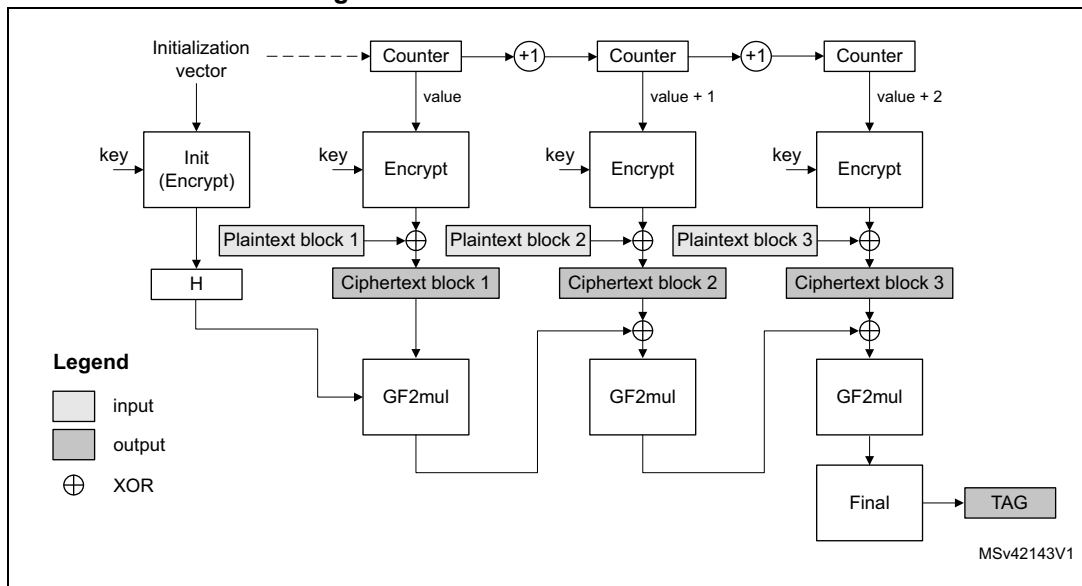 Initialization
vector
Counter
+1
Counter
+1
Counter
value
value + 1
value + 2
key
Init
(Encrypt)
key
Encrypt
key
Encrypt
key
Encrypt
Plaintext block 1
Plaintext block 2
Plaintext block 3
H
Ciphertext block 1
Ciphertext block 2
Ciphertext block 3
Legend
input
output
XOR
GF2mul
GF2mul
GF2mul
Final
TAG
MSv42143V1